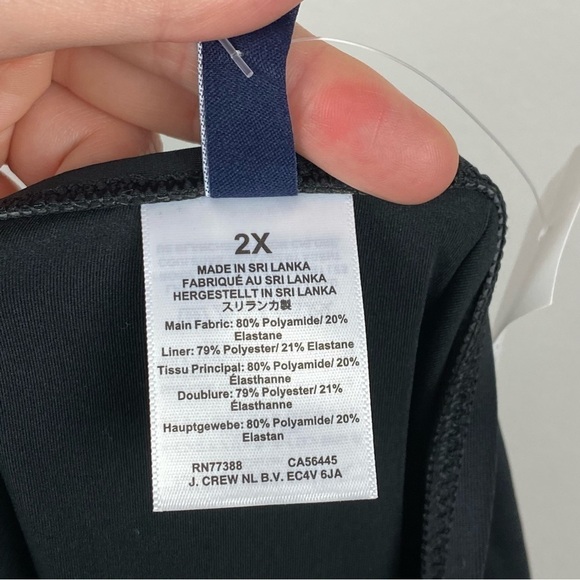 2X
MADE IN SRI LANKA
FABRIQUÉ AU SRI LANKA
HERGESTELLT IN SRI LANKA
スリランカ製
Main Fabric: 80% Polyamide/ 20%
Elastane
Liner: 79% Polyester/ 21% Elastane
Tissu Principal: 80% Polyamide/ 20%
Élasthanne
Doublure: 79% Polyester/ 21%
Élasthanne
Hauptgewebe: 80% Polyamide/ 20%
Elastan
RN77388 CA56445
J. CREW NL B.V. EC4V 6JA